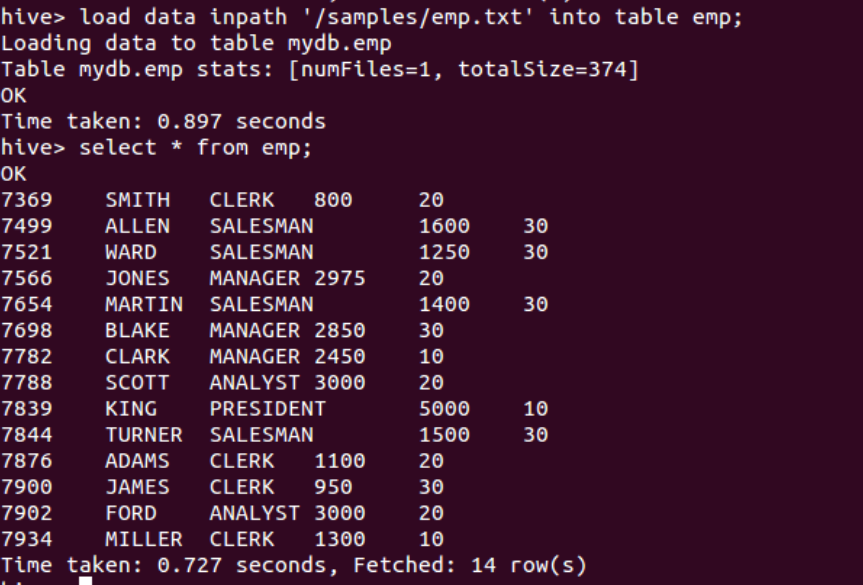 hive> load data inpath '/samples/emp.txt' into table emp;
Loading data to table mydb.emp
Table mydb.emp stats: [numFiles=1, totalSize=374]
OK
Time taken: 0.897 seconds
hive> select * from emp;
OK
7369	SMITH	CLERK	800	20
7499	ALLEN	SALESMAN	1600	30
7521	WARD	SALESMAN	1250	30
7566	JONES	MANAGER	2975	20
7654	MARTIN	SALESMAN	1400	30
7698	BLAKE	MANAGER	2850	30
7782	CLARK	MANAGER	2450	10
7788	SCOTT	ANALYST	3000	20
7839	KING	PRESIDENT	5000	10
7844	TURNER	SALESMAN	1500	30
7876	ADAMS	CLERK	1100	20
7900	JAMES	CLERK	950	30
7902	FORD	ANALYST	3000	20
7934	MILLER	CLERK	1300	10
Time taken: 0.727 seconds, Fetched: 14 row(s)